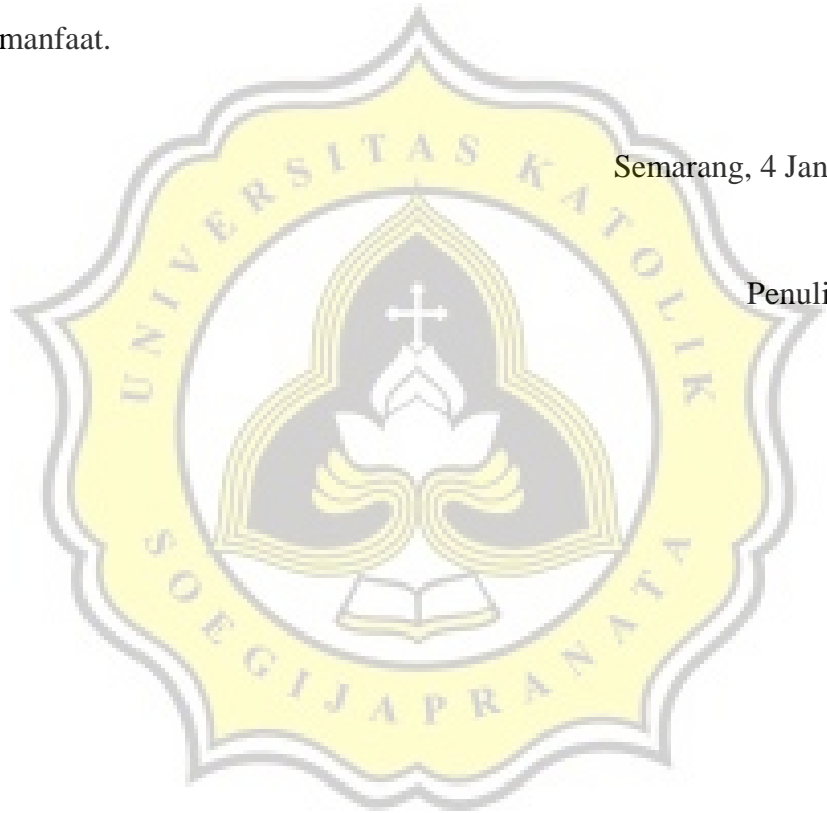 manfaat.
Semarang, 4 Jan
Penuli
UNIVERSITAS KATOLIK
SOEGIJAPRANATA